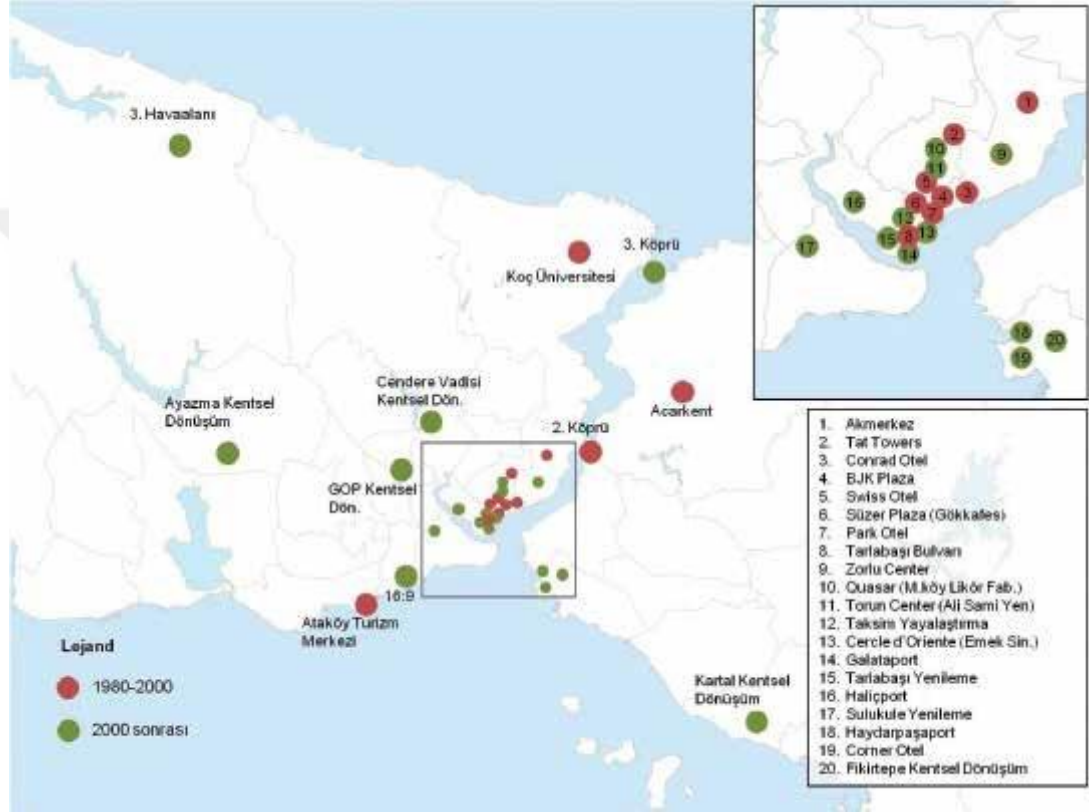 3. Havaalanı
Koç Üniversitesi
3. Köprü
Cendere Vadisi
Kentsel Dön.
Acarkent
Ayazma Kentsel
Dönüşüm
2. Köprü
GOP Kentsel
Dön.
16:9
Ataköy Turizm
Merkezi
Kartal Kentsel
Dönüşüm
Lejand
1980-2000
2000 sonrası
1
2
10
9
11
5
4
3
16
6
7
12
13
15
8
17
14
18
20
19
1. Akmerkez
2. Tat Towers
3. Conrad Otel
4. BJK Plaza
5. Swiss Otel
6. Süzer Plaza (Gökkafes)
7. Park Otel
8. Tarlabaşı Bulvarı
9. Zorlu Center
10. Quasar (M.köy Likör Fab.)
11. Torun Center (Ali Sami Yen)
12. Taksim Yayalaştırma
13. Cercle d'Oriente (Emek Sin.)
14. Galataport
15. Tarlabaşı Yenileme
16. Haliçport
17. Sulukule Yenileme
18. Haydarpaşaport
19. Corner Otel
20. Fikirtepe Kentsel Dönüşüm